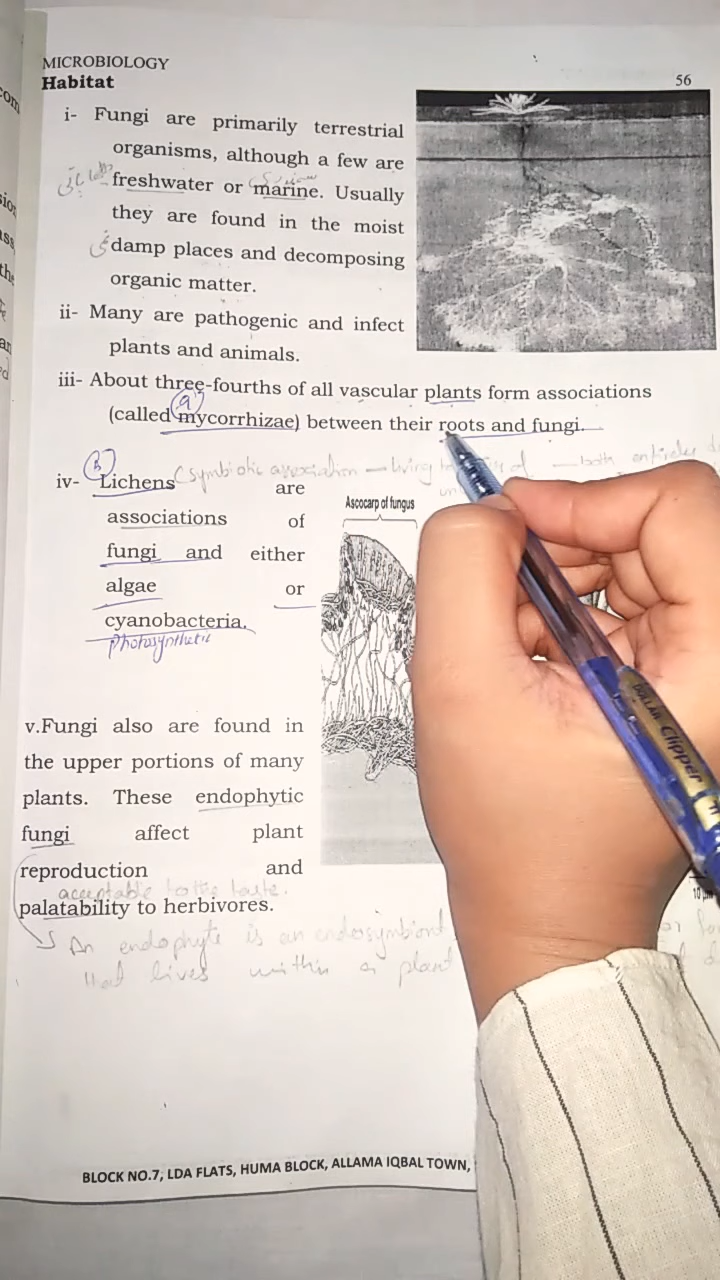 MICROBIOLOGY
Habitat
56
i- Fungi are primarily terrestrial
organisms, although a few are
freshwater or marine. Usually
they are found in the moist
damp places and decomposing
organic matter.
ii- Many are pathogenic and infect
plants and animals.
iii- About three-fourths of all vascular plants form associations
a
(called mycorrhizae) between their roots and fungi.
b
iv- Lichens (symbiotic association — living — both entirely
are
associations of
fungi and either
algae or
cyanobacteria.
Photosynthetic
Ascocarp of fungus
v.Fungi also are found in
the upper portions of many
plants. These endophytic
fungi affect plant
reproduction and
acceptable to the taste.
palatability to herbivores.
An endophyte is an endosymbiont
that lives within a plant
DOLLAR Clipper
10
BLOCK NO.7, LDA FLATS, HUMA BLOCK, ALLAMA IQBAL TOWN,